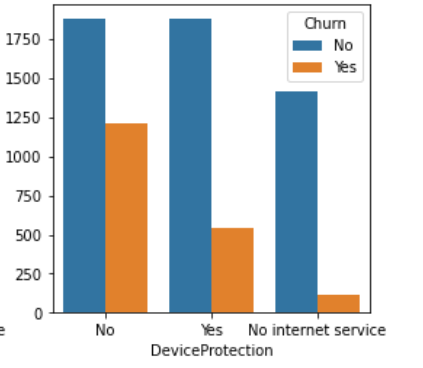 Churn
No
Yes
1750
1500
1250
1000
750
500
250
0
e
No Yes No internet service
DeviceProtection